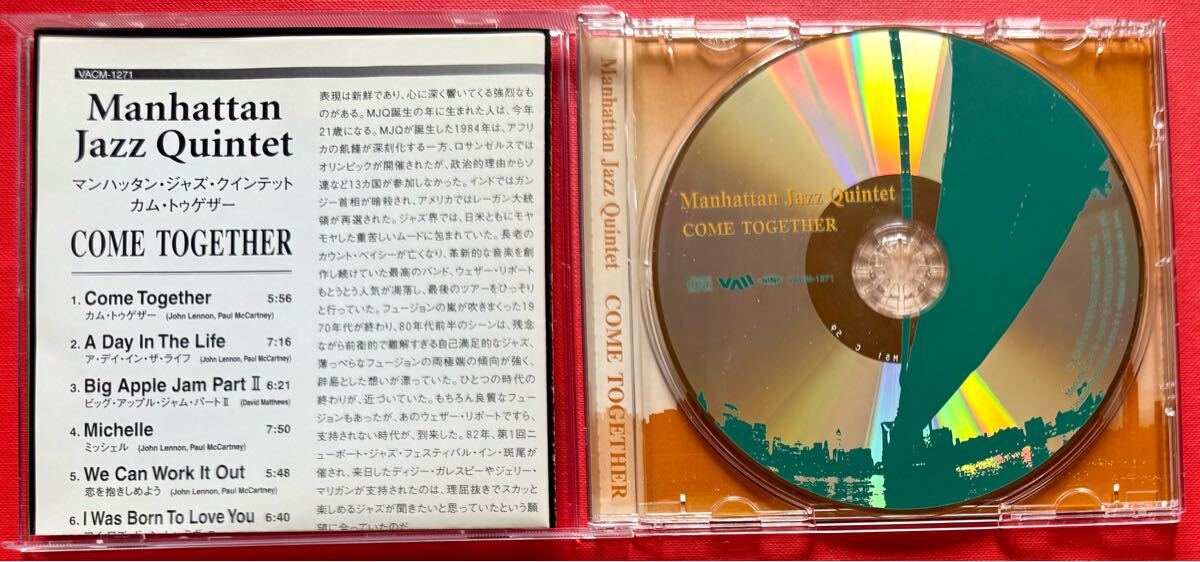 VACM-1271
Manhattan
Jazz Quintet
マンハッタン・ジャズ・クインテット
カム・トゥゲザー
COME TOGETHER
1. Come Together 5:56
カム・トゥゲザー (John Lennon, Paul McCartney)
2. A Day In The Life 7:16
ア・デイ・イン・ザ・ライフ (John Lennon, Paul McCartney)
3. Big Apple Jam Part Ⅱ 6:21
ビッグ・アップル・ジャム・パートⅡ (David Matthews)
4. Michelle 7:50
ミッシェル (John Lennon, Paul McCartney)
5. We Can Work It Out 5:48
恋を抱きしめよう (John Lennon, Paul McCartney)
6. I Was Born To Love You 6:40
表現は新鮮であり、心に深く響いてくる強烈なも
のがある。MJQ誕生の年に生まれた人は、今年
21歳になる。MJQが誕生した1984年は、アフリ
カの飢饉が深刻化する一方、ロサンゼルスでは
オリンピックが開催されたが、政治的理由からソ
連など13カ国が参加しなかった。インドではガン
ジー首相が暗殺され、アメリカではレーガン大統
領が再選された。ジャズ界では、日米ともにモヤ
モヤした重苦しいムードに包まれていた。長老の
カウント・ベイシーが亡くなり、革新的な音楽を創
作し続けていた最高のバンド、ウェザー・リポート
もとうとう人気が凋落し、最後のツアーをひっそり
と行っていた。フュージョンの嵐が吹きまくった19
70年代が終わり、80年代前半のシーンは、残念
ながら前衛的で難解すぎる自己満足的なジャズ、
薄っぺらなフュージョンの両極端の傾向が強く、
辟易とした想いが漂っていた。ひとつの時代の
終わりが、近づいていた。もちろん良質なフュー
ジョンもあったが、あのウェザー・リポートですら、
支持されない時代が、到来した。82年、第1回ニ
ューポート・ジャズ・フェスティバル・イン・斑尾が
催され、来日したディジー・ガレスピーやジェリー・
マリガンが支持されたのは、理屈抜きでスカッと
楽しめるジャズが聞きたいと思っていたという願
望に合っていたのだ
Manhattan Jazz Quintet COME TOGETHER
Manhattan Jazz Quintet
COME TOGETHER
VACM-1271